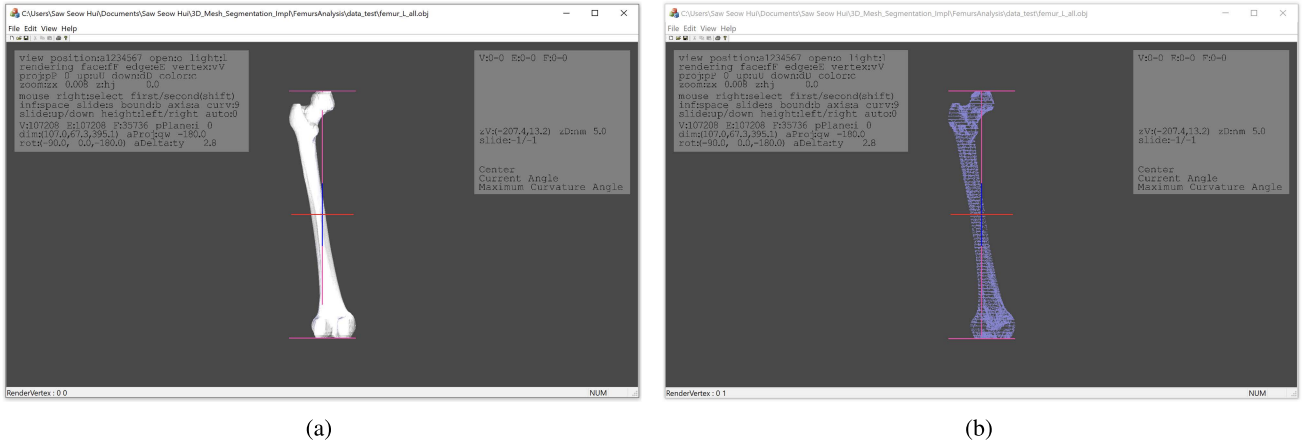 C:\Users\Saw Seow Hui\Documents\Saw Seow Hui\3D_Mesh_Segmentation_Impl\FemursAnalysis\data_test\femur_L_all.obj
File Edit View Help
view position:a1234567 open:o light:l
rendering face:fF edge:eE vertex:vV
proj:pP 0 up:uU down:dD color:c
zoom:zx 0.008 z:hj 0.0
mouse right:select first/second(shift)
inf:space slide:s bound:b axis:a curv:9
slide:up/down height:left/right auto:0
V:107208 E:107208 F:35736 pPlane:i 0
dim:(107.0,67.3,395.1) aProj:qw =180.0
rot:(-90.0, 0.0,-180.0) aDelta:ty 2.8
V:0-0 E:0-0 F:0-0
xV:(-207.4,13.2) xD:nm 5.0
slide:-1/-1
Center
Current Angle
Maximum Curvature Angle
RenderVertex : 0 0
NUM
(a)
C:\Users\Saw Seow Hui\Documents\Saw Seow Hui\3D_Mesh_Segmentation_Impl\FemursAnalysis\data_test\femur_L_all.obj
File Edit View Help
view position:a1234567 open:o light:l
rendering face:fF edge:eE vertex:vV
proj:pP 0 up:uU down:dD color:c
zoom:zx 0.008 z:hj 0.0
mouse right:select first/second(shift)
inf:space slide:s bound:b axis:a curv:9
slide:up/down height:left/right auto:0
V:107208 E:107208 F:35736 pPlane:i 0
dim:(107.0,67.3,395.1) aProj:qw =180.0
rot:(-90.0, 0.0,-180.0) aDelta:ty 2.8
V:0-0 E:0-0 F:0-0
xV:(-207.4,13.2) xD:nm 5.0
slide:-1/-1
Center
Current Angle
Maximum Curvature Angle
RenderVertex : 0 1
NUM
(b)